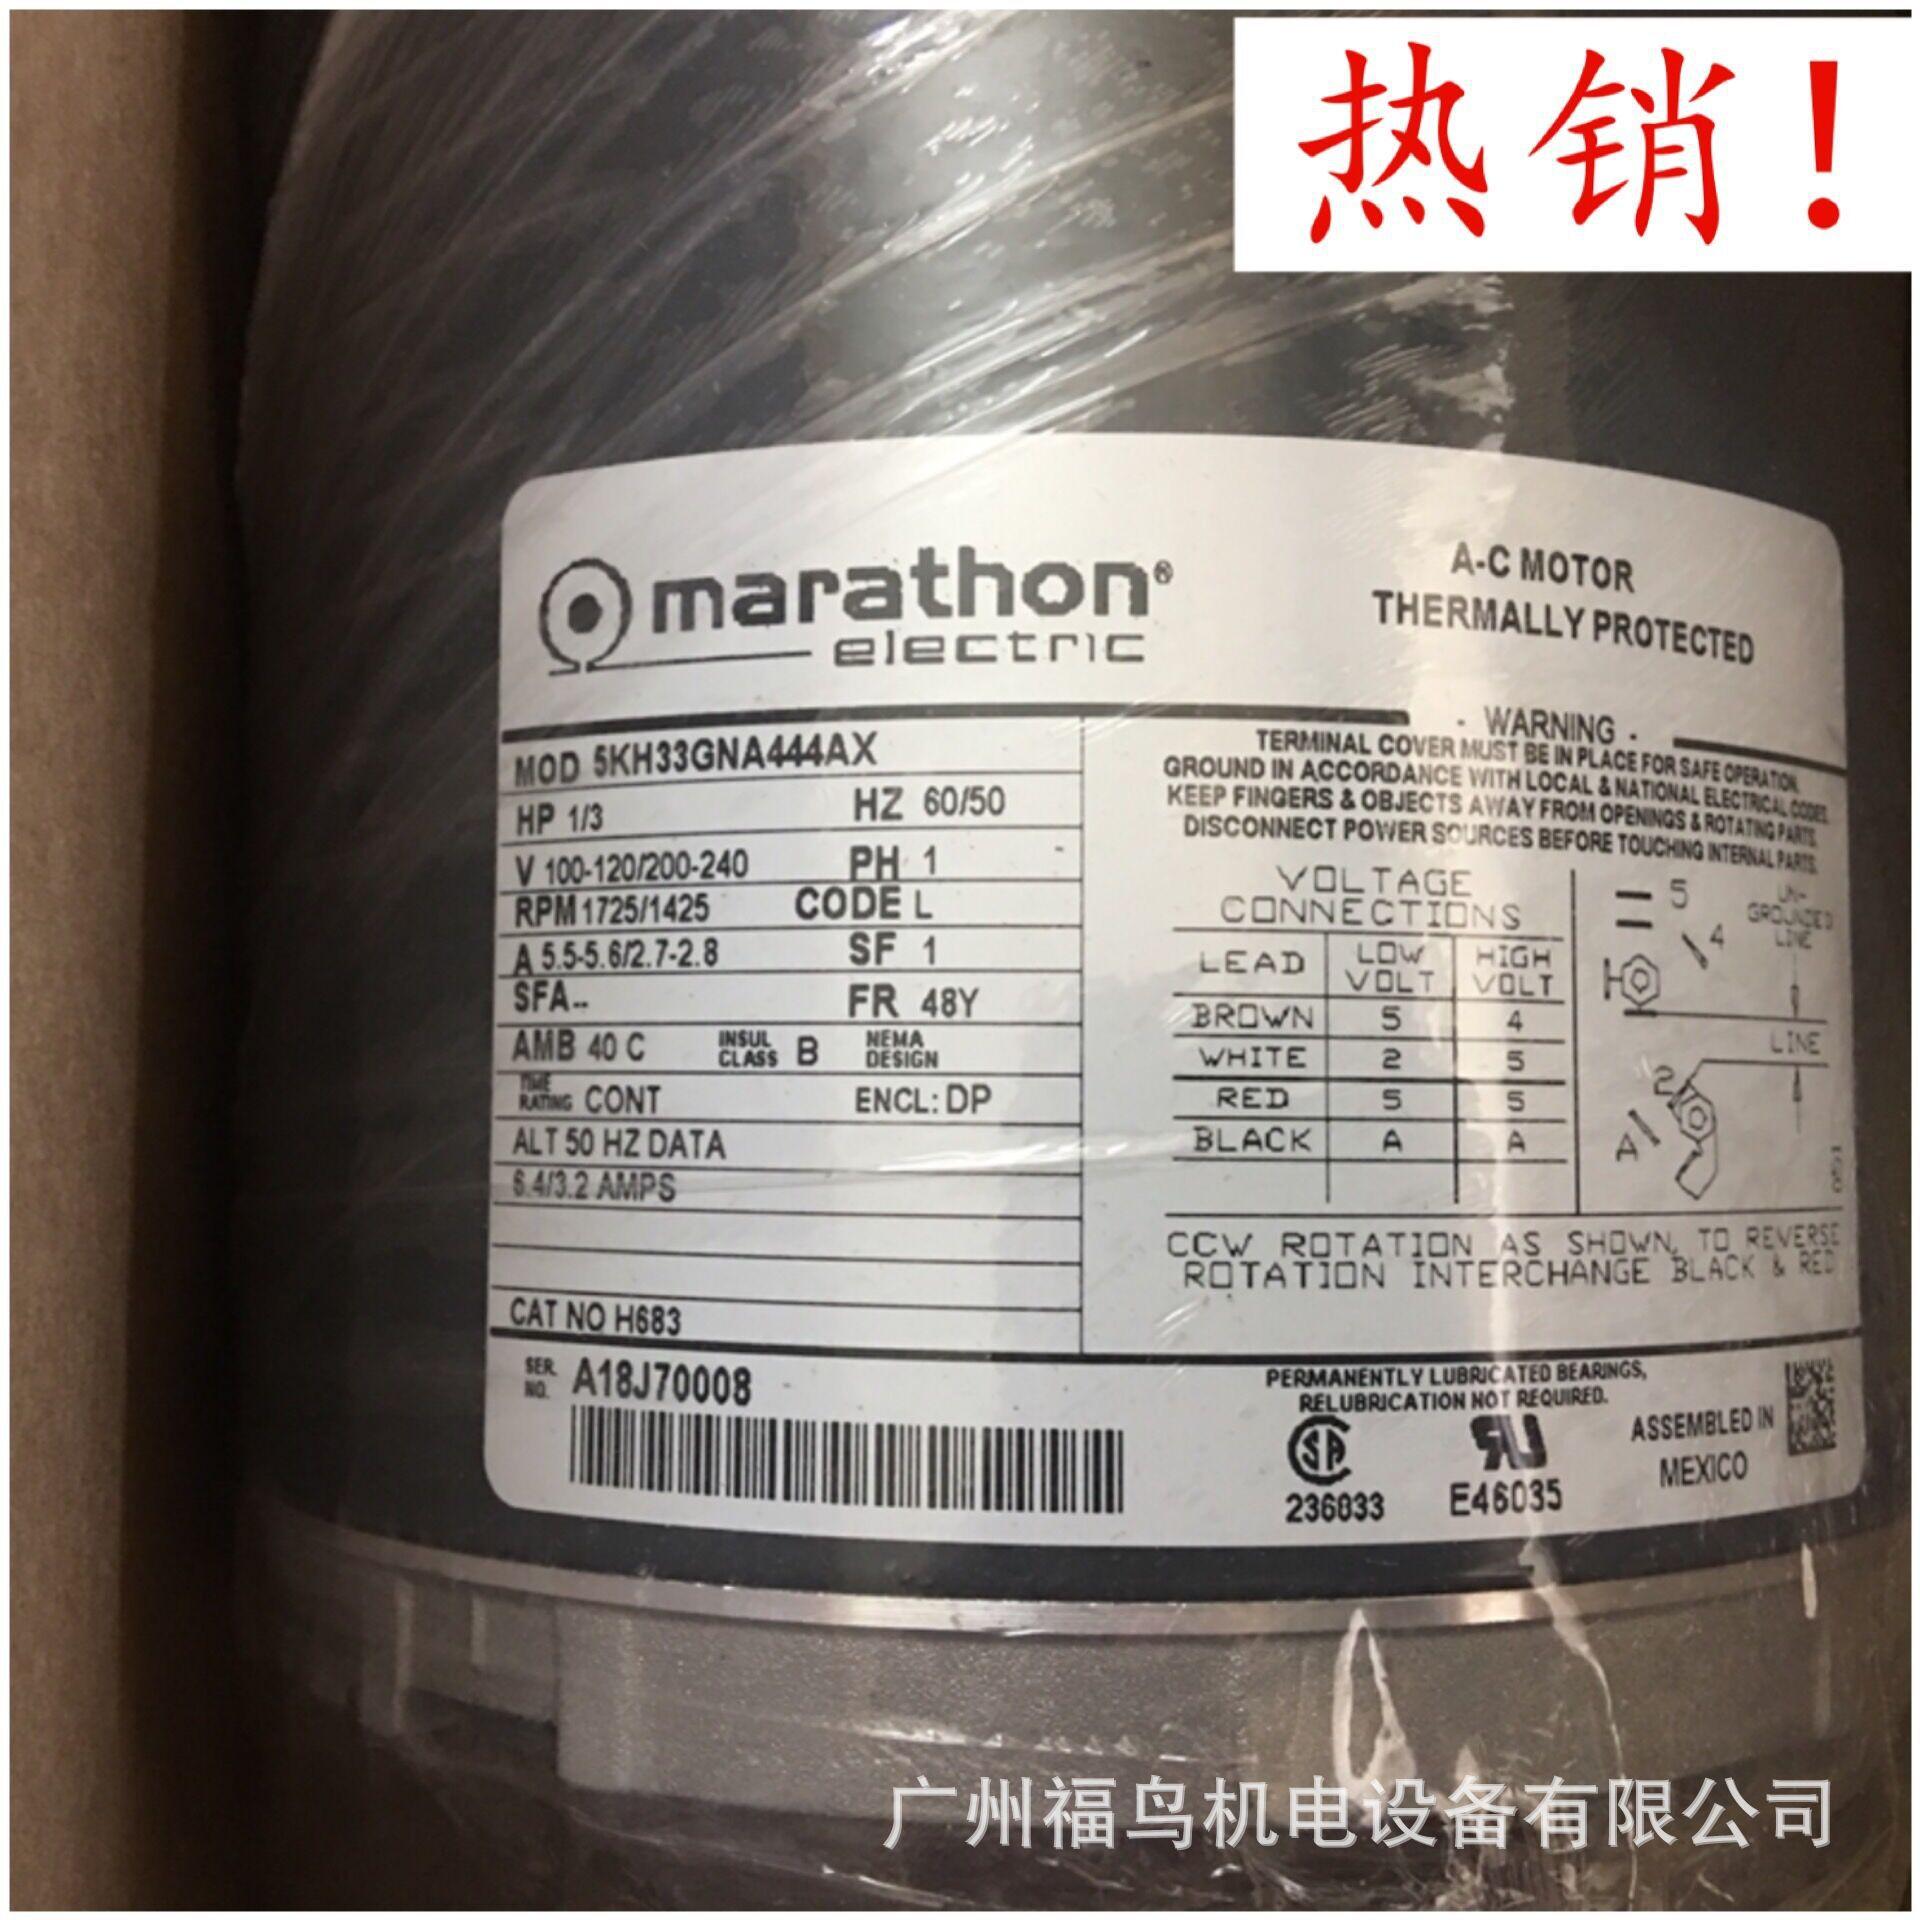 热销！
marathon®
electric
A-C MOTOR
THERMALLY PROTECTED
MOD 5KH33GNA444AX
HP 1/3 HZ 60/50
V 100-120/200-240 PH 1
RPM 1725/1425 CODE L
A 5.5-5.6/2.7-2.8 SF 1
SFA-- FR 48Y
AMB 40 C INSUL CLASS B NEMA DESIGN
TIME RATING CONT ENCL: DP
ALT 50 HZ DATA
6.4/3.2 AMPS
CAT NO H683
- WARNING -
TERMINAL COVER MUST BE IN PLACE FOR SAFE OPERATION.
GROUND IN ACCORDANCE WITH LOCAL & NATIONAL ELECTRICAL CODES.
KEEP FINGERS & OBJECTS AWAY FROM OPENINGS & ROTATING PARTS.
DISCONNECT POWER SOURCES BEFORE TOUCHING INTERNAL PARTS.
VOLTAGE
CONNECTIONS
LEAD LOW VOLT HIGH VOLT
BROWN 5 4
WHITE 2 5
RED 5 5
BLACK A A
5
4
UN-
GROUNDED
LINE
LINE
2
A
CCW ROTATION AS SHOWN, TO REVERSE
ROTATION INTERCHANGE BLACK & RED
SER. NO. A18J70008
PERMANENTLY LUBRICATED BEARINGS,
RELUBRICATION NOT REQUIRED.
236033
E46035
ASSEMBLED IN
MEXICO
广州福鸟机电设备有限公司